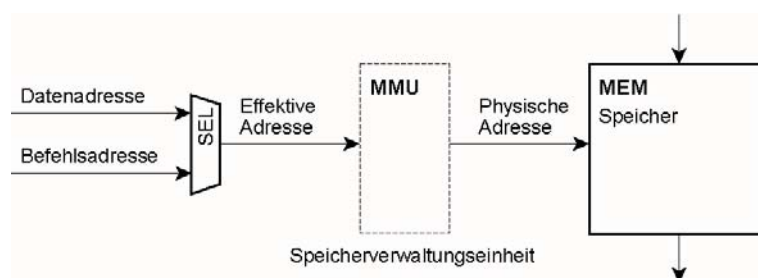 Datenadresse
Befehlsadresse
SEL
Effektive
Adresse
MMU
Speicherverwaltungseinheit
Physische
Adresse
MEM
Speicher